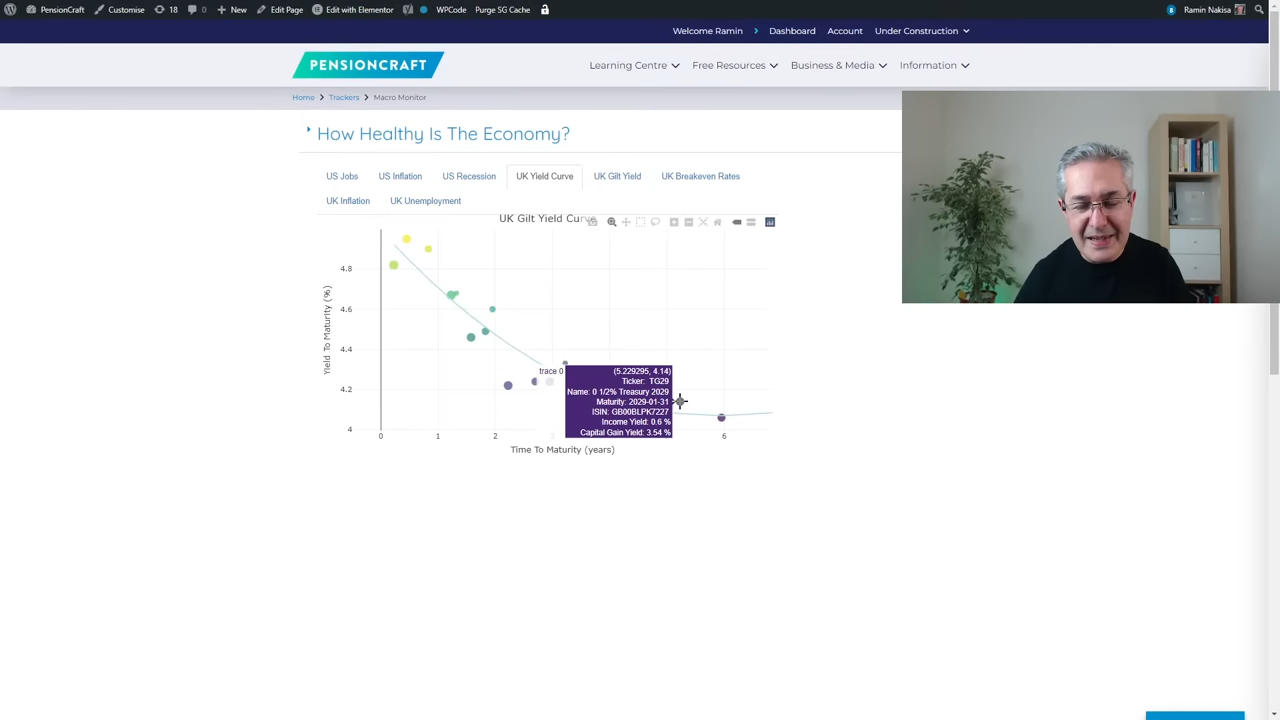 PensionCraft Customise 18 0 New Edit Page Edit with Elementor WPCode Purge SG Cache 8 Ramin Nakisa
Welcome Ramin Dashboard Account Under Construction
PENSIONCRAFT
Learning Centre Free Resources Business & Media Information
Home Trackers Macro Monitor
How Healthy Is The Economy?
US Jobs US Inflation US Recession UK Yield Curve UK Gilt Yield UK Breakeven Rates
UK Inflation UK Unemployment
UK Gilt Yield Curve
4.8
4.6
4.4
4.2
4
Yield To Maturity (%)
trace 0
(5.229295, 4.14)
Ticker: TG29
Name: 0 1/2% Treasury 2029
Maturity: 2029-01-31
ISIN: GB00BLPK7227
Income Yield: 0.6 %
Capital Gain Yield: 3.54 %
0 1 2 3 6
Time To Maturity (years)